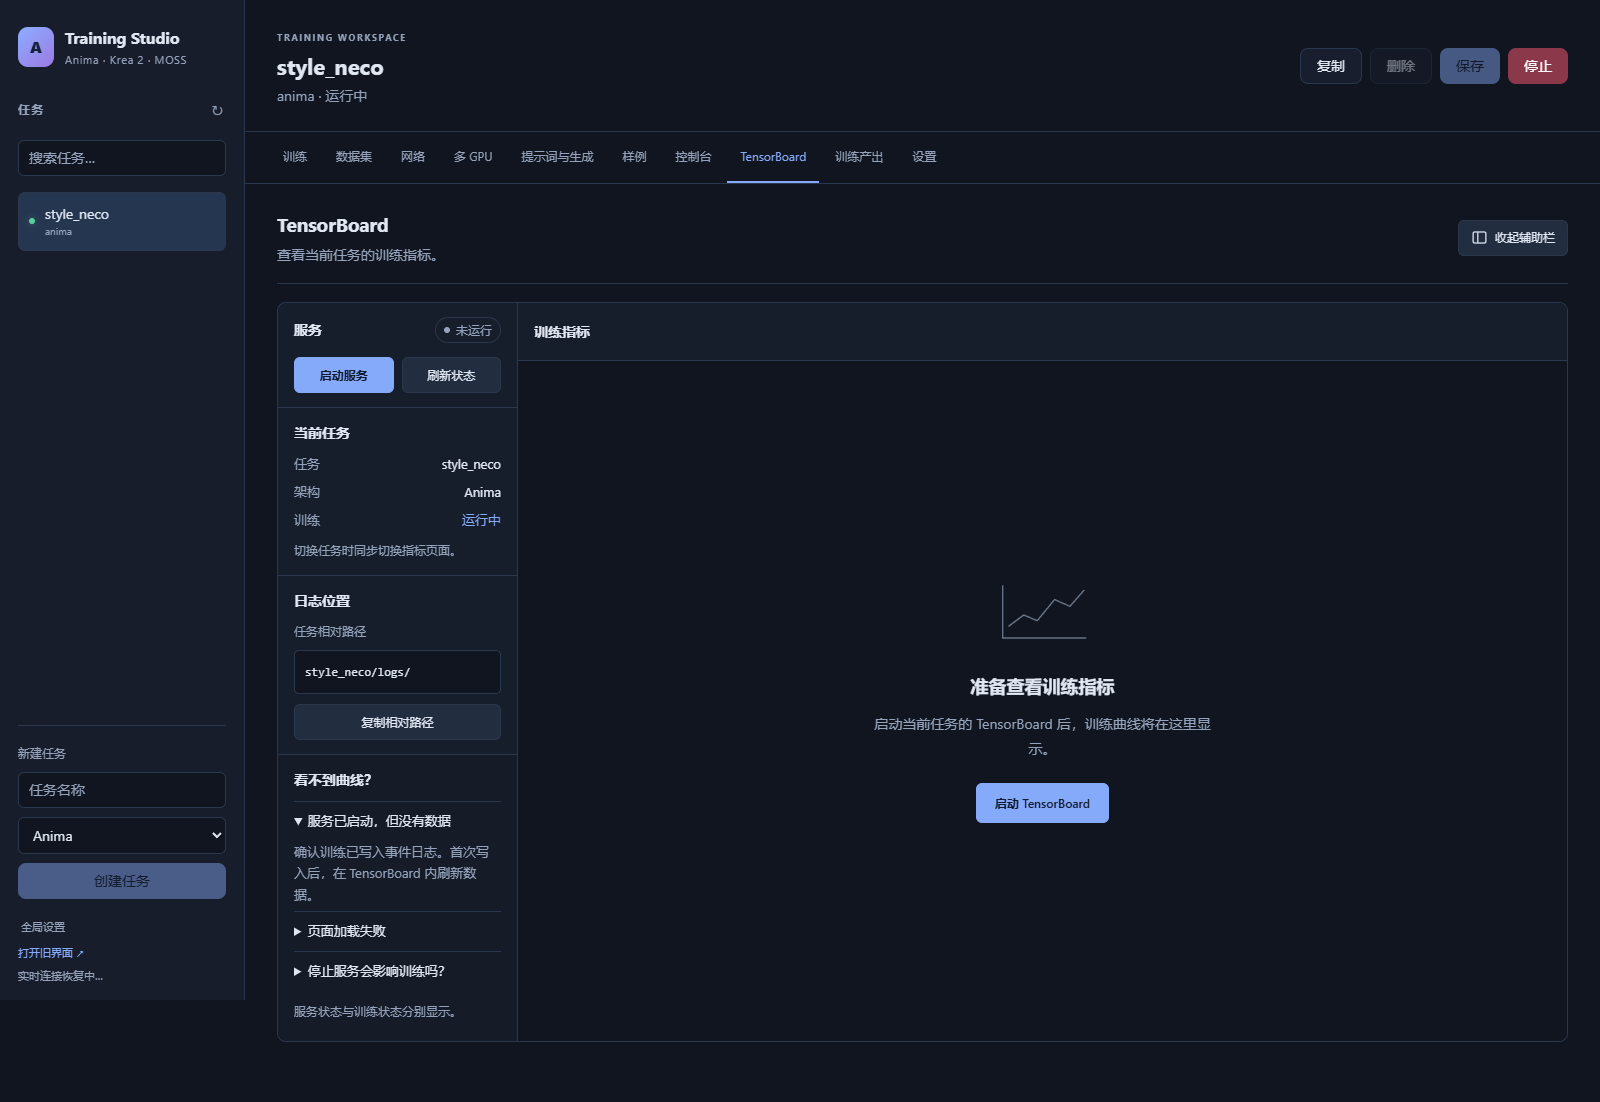 A
Training Studio
Anima · Krea 2 · MOSS
任务
搜索任务...
style_neco
anima
新建任务
任务名称
Anima
创建任务
全局设置
打开旧界面 ↗
实时连接恢复中...
TRAINING WORKSPACE
style_neco
anima · 运行中
复制
删除
保存
停止
训练
数据集
网络
多 GPU
提示词与生成
样例
控制台
TensorBoard
训练产出
设置
TensorBoard
查看当前任务的训练指标。
收起辅助栏
服务
未运行
启动服务
刷新状态
当前任务
任务
style_neco
架构
Anima
训练
运行中
切换任务时同步切换指标页面。
日志位置
任务相对路径
style_neco/logs/
复制相对路径
看不到曲线？
服务已启动，但没有数据
确认训练已写入事件日志。首次写
入后，在 TensorBoard 内刷新数
据。
页面加载失败
停止服务会影响训练吗？
服务状态与训练状态分别显示。
训练指标
准备查看训练指标
启动当前任务的 TensorBoard 后，训练曲线将在这里显
示。
启动 TensorBoard